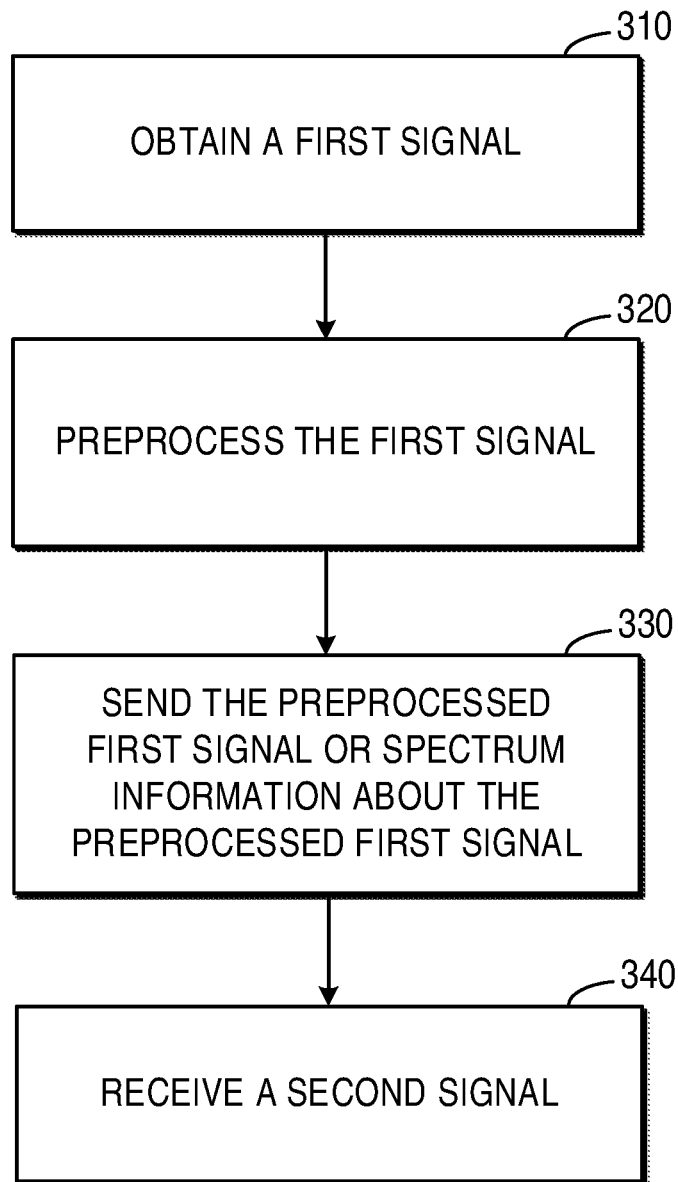 310
OBTAIN A FIRST SIGNAL
320
PREPROCESS THE FIRST SIGNAL
330
SEND THE PREPROCESSED
FIRST SIGNAL OR SPECTRUM
INFORMATION ABOUT THE
PREPROCESSED FIRST SIGNAL
340
RECEIVE A SECOND SIGNAL